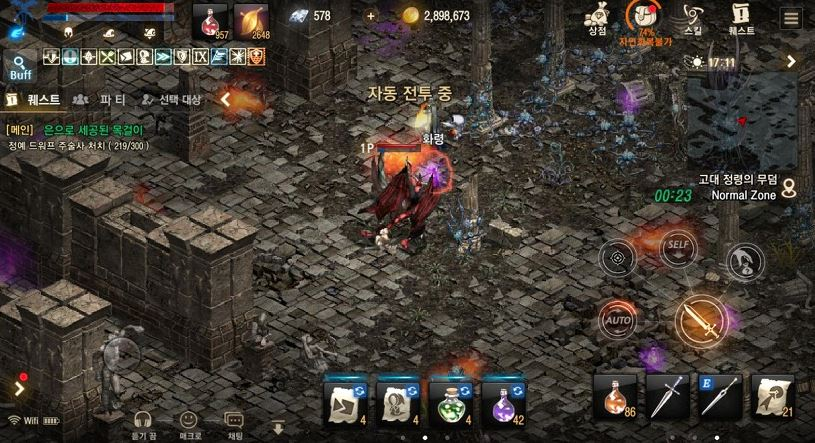 957
2648
578
+
2,898,673
상점
74%
자연회복불가
스킬
퀘스트
Buff
IX
17:11
퀘스트
파 티
선택 대상
자동 전투 중
[메인] 은으로 세공된 목걸이
정예 드워프 주술사 처치 ( 219/300 )
1P
화령
고대 정령의 무덤
Normal Zone
00:23
SELF
AUTO
4
4
4
42
86
E
21
Wifi
듣기 끔
매크로
채팅